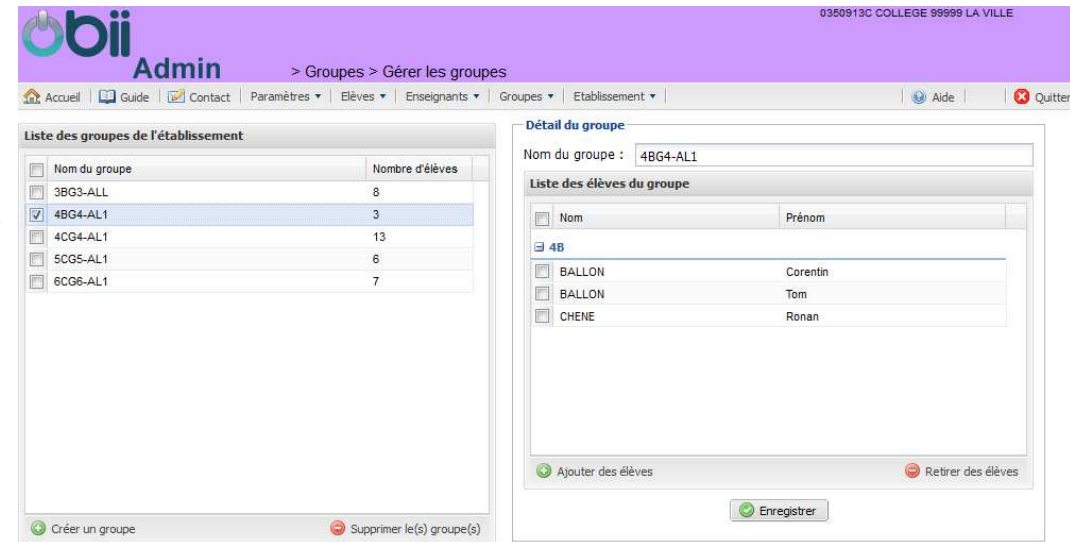 0350913C COLLEGE 99999 LA VILLE
Obii
Admin > Groupes > Gérer les groupes
Accueil Guide Contact Paramètres Elèves Enseignants Groupes Etablissement Aide Quitter
Liste des groupes de l'établissement
Nom du groupe Nombre d'élèves
3BG3-ALL 8
4BG4-AL1 3
4CG4-AL1 13
5CG5-AL1 6
6CG6-AL1 7
Créer un groupe Supprimer le(s) groupe(s)
Détail du groupe
Nom du groupe : 4BG4-AL1
Liste des élèves du groupe
Nom Prénom
4B
BALLON Corentin
BALLON Tom
CHENE Ronan
Ajouter des élèves Retirer des élèves
Enregistrer